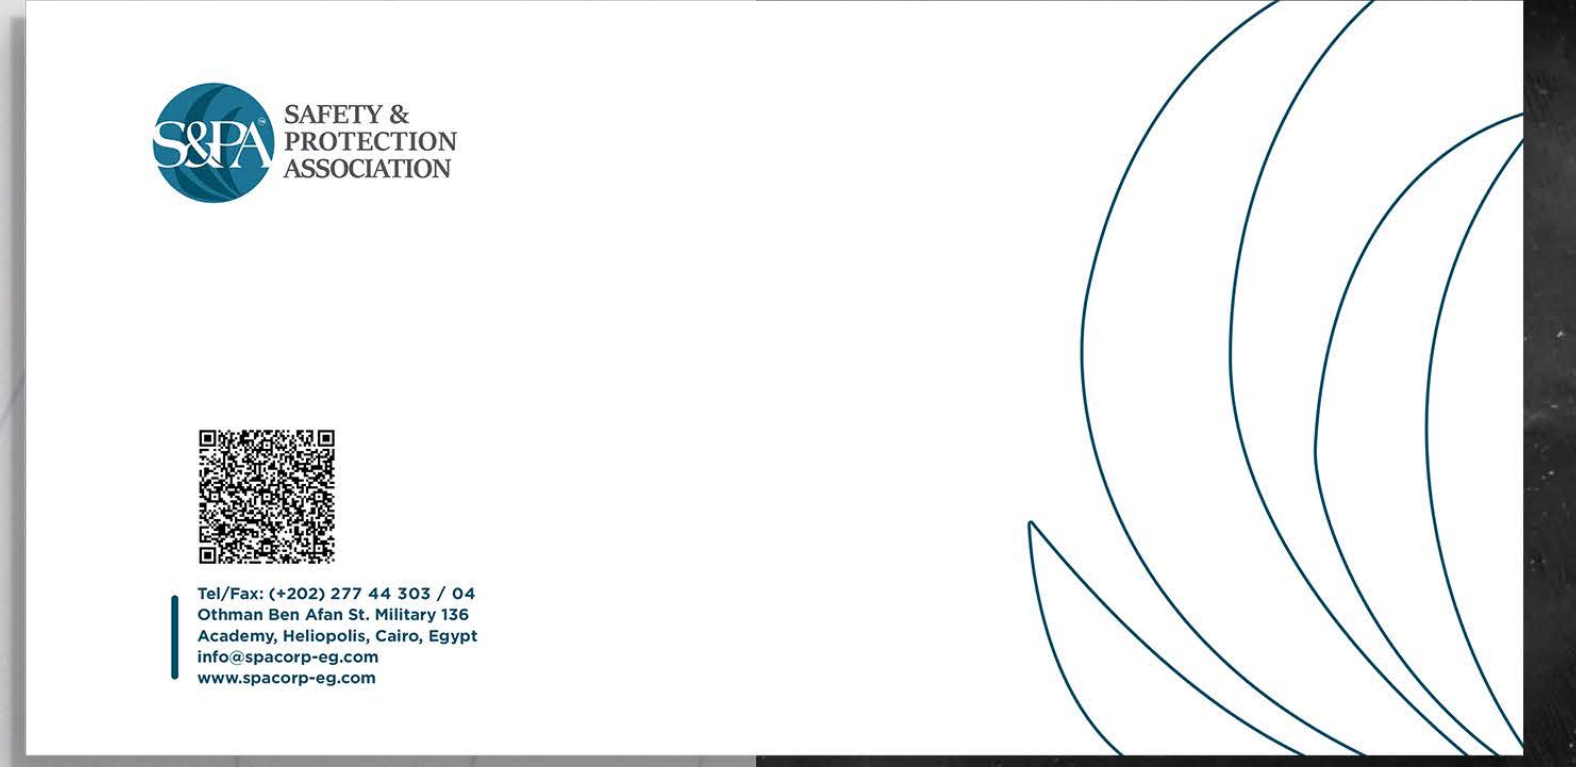 S&PA™
SAFETY &
PROTECTION
ASSOCIATION
Tel/Fax: (+202) 277 44 303 / 04
Othman Ben Afan St. Military 136
Academy, Heliopolis, Cairo, Egypt
info@spacorp-eg.com
www.spacorp-eg.com